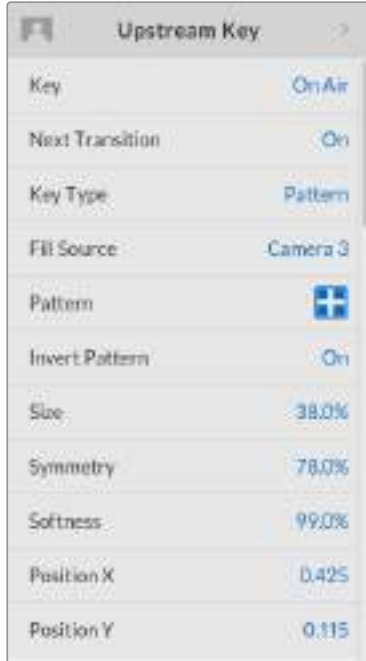 Upstream Key
Key On Air
Next Transition On
Key Type Pattern
Fill Source Camera 3
Pattern
Invert Pattern On
Size 38.0%
Symmetry 78.0%
Softness 99.0%
Position X 0.425
Position Y 0.115